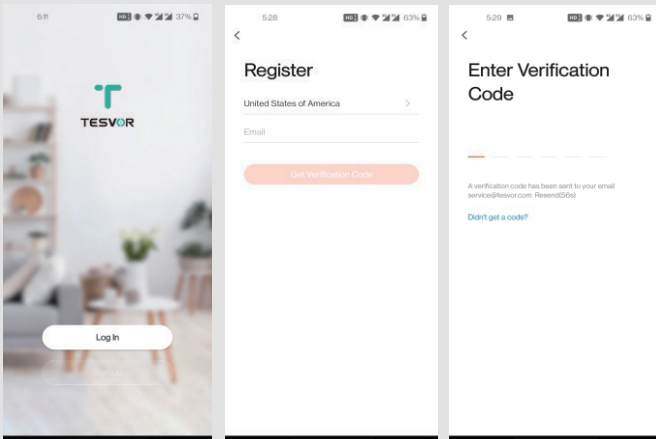 6:11
37%
TESVOR
Log In
Sign Up
5:28
63%
Register
United States of America
Email
Get Verification Code
5:29
63%
Enter Verification
Code
A verification code has been sent to your email
service@tesvor.com Resend(56s)
Didn't get a code?